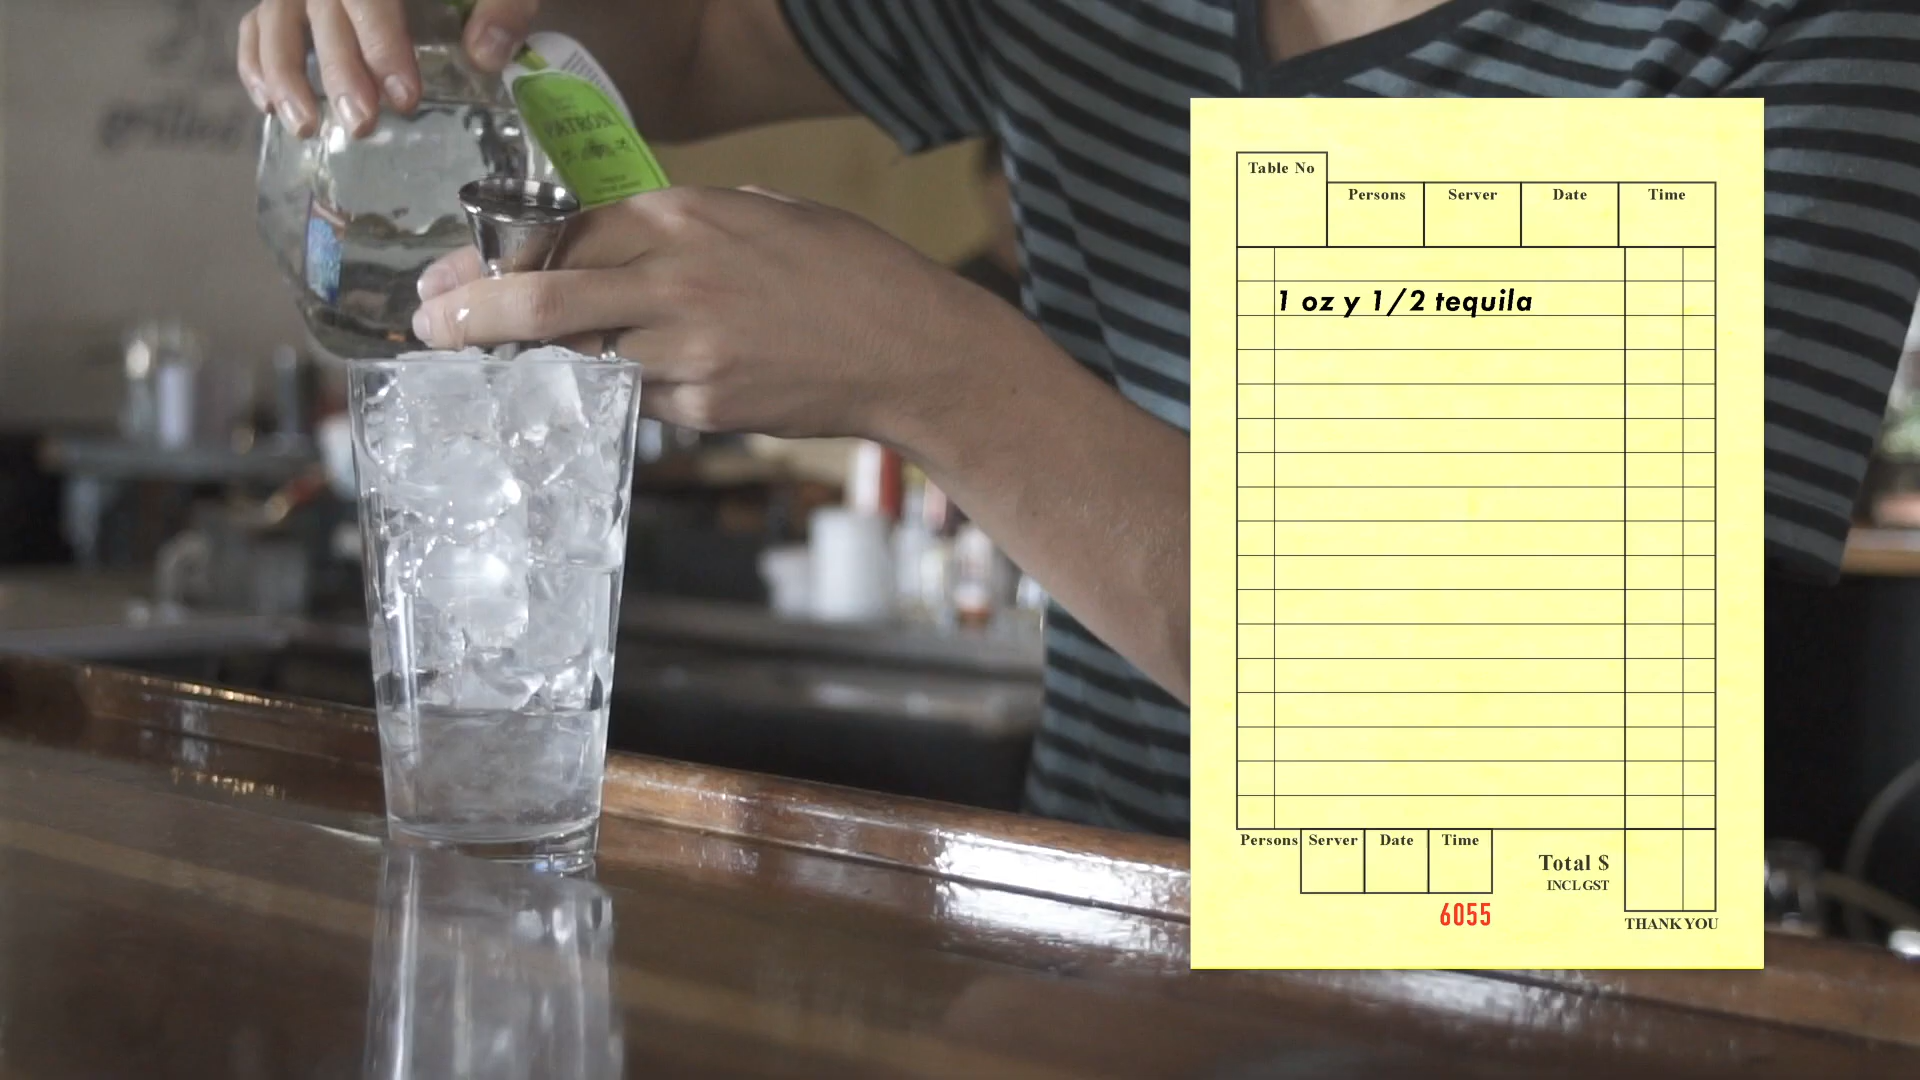 PATRÓN
Table No
Persons Server Date Time
1 oz y 1/2 tequila
Persons Server Date Time
Total $
INCL GST
6055
THANK YOU